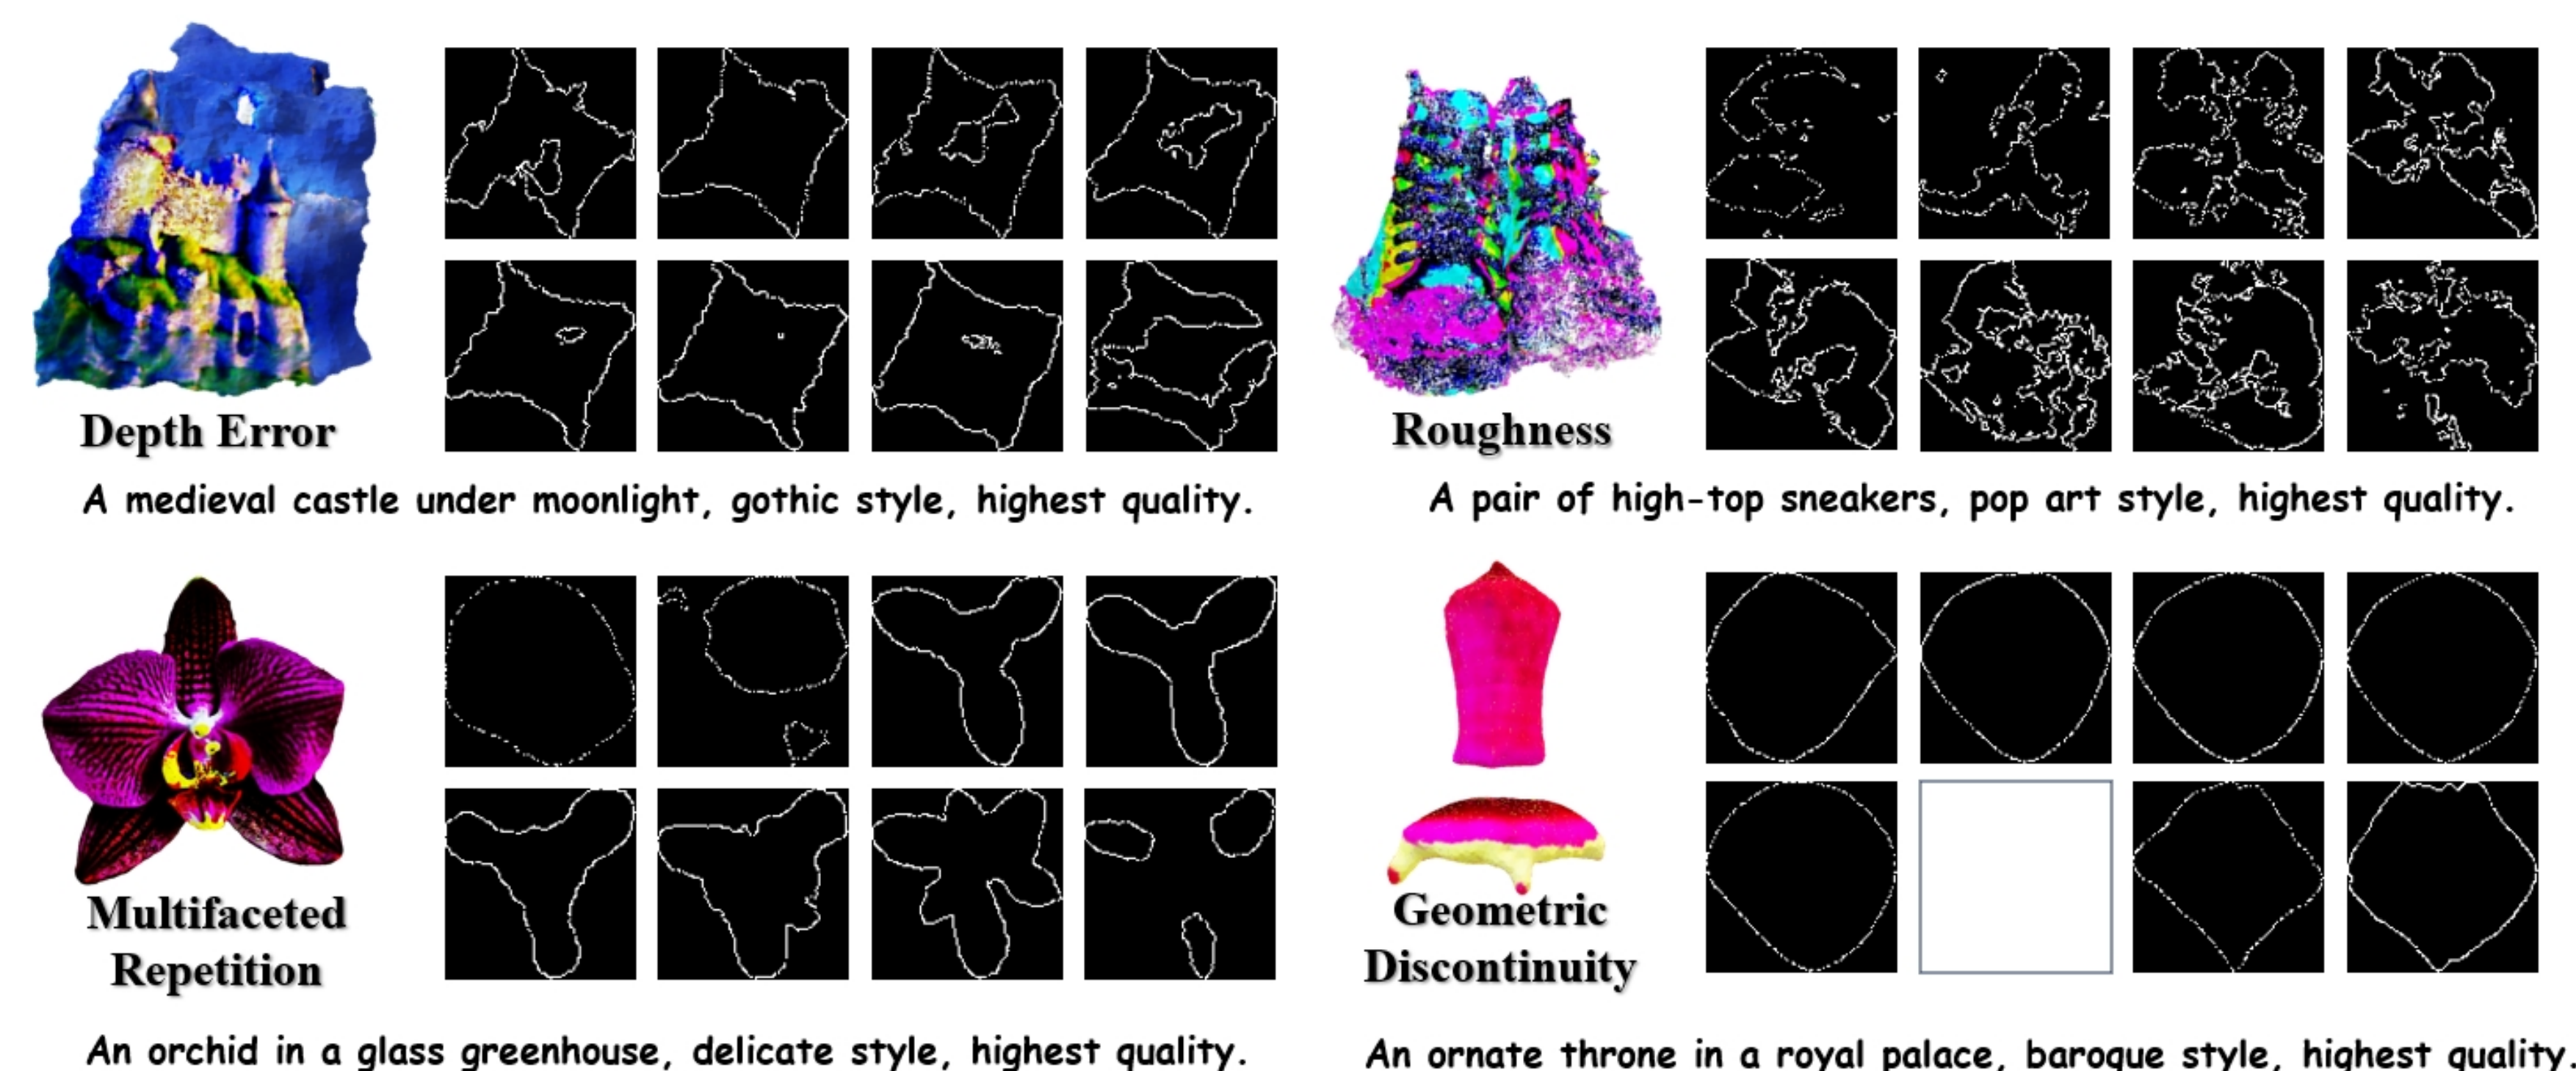 Depth Error
Roughness
A medieval castle under moonlight, gothic style, highest quality.
A pair of high-top sneakers, pop art style, highest quality.
Multifaceted
Repetition
Geometric
Discontinuity
An orchid in a glass greenhouse, delicate style, highest quality.
An ornate throne in a royal palace, baroque style, highest quality.